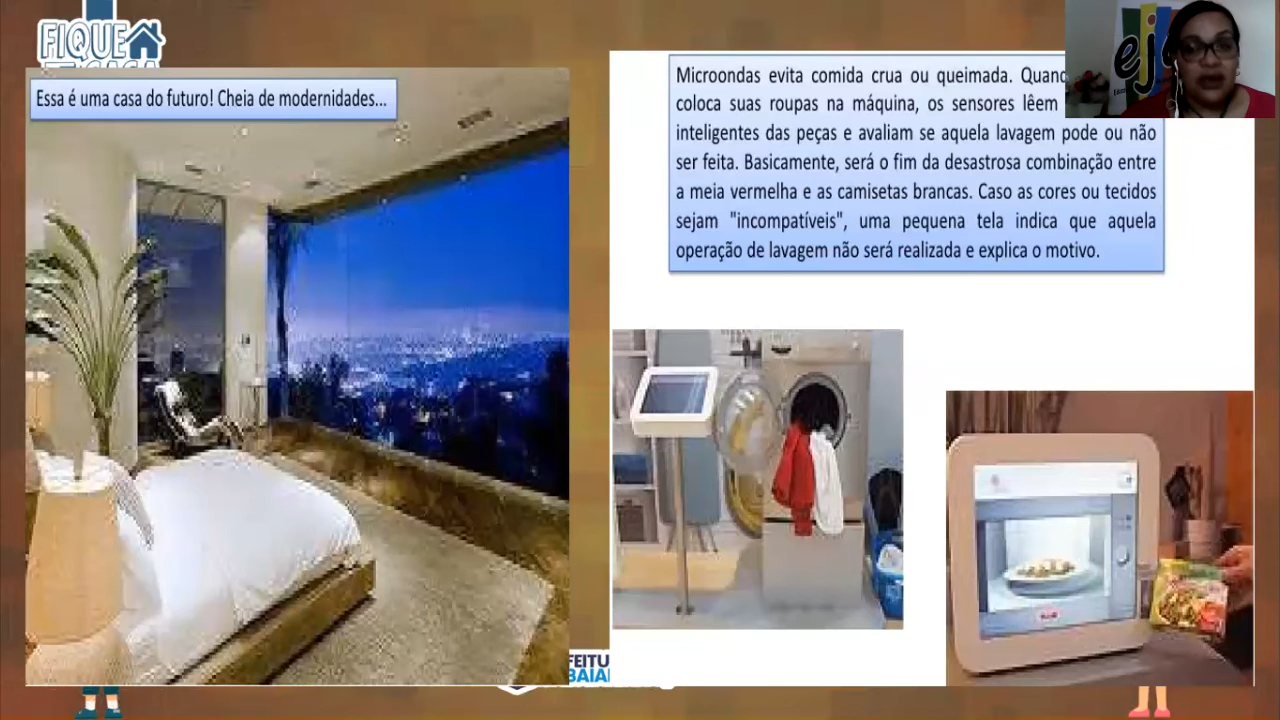 FIQUE
Essa é uma casa do futuro! Cheia de modernidades...
Microondas evita comida crua ou queimada.
coloca suas roupas na máquina, os sensores lêem
inteligentes das peças e avaliam se aquela lavagem pode ou não
ser feita. Basicamente, será o fim da desastrosa combinação entre
a meia vermelha e as camisetas brancas. Caso as cores ou tecidos
sejam "incompatíveis", uma pequena tela indica que aquela
operação de lavagem não será realizada e explica o motivo.